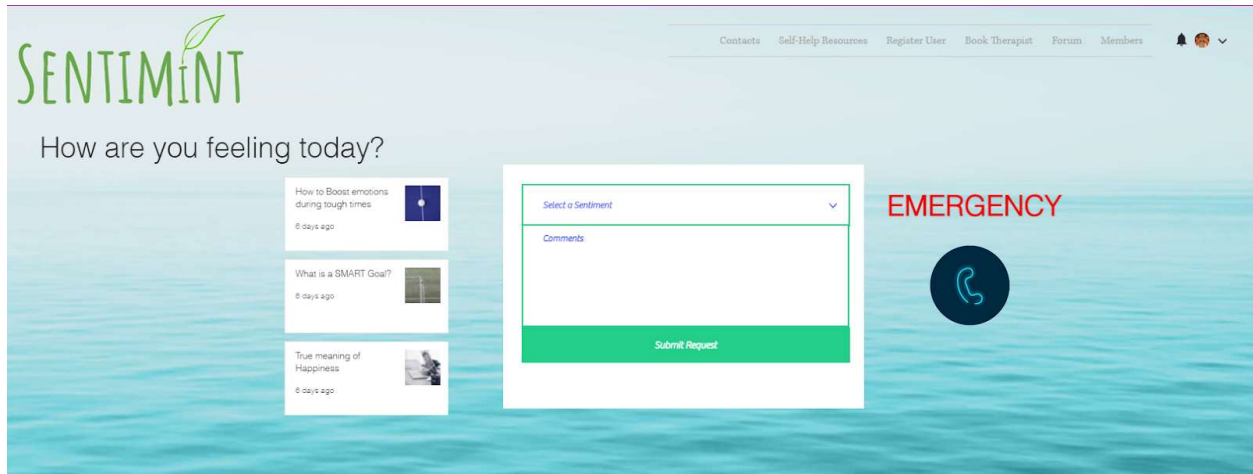 SENTIMINT
Contacts Self-Help Resources Register User Book Therapist Forum Members
How are you feeling today?
How to Boost emotions
during tough times
6 days ago
What is a SMART Goal?
6 days ago
True meaning of
Happiness
6 days ago
Select a Sentiment
Comments
Submit Request
EMERGENCY